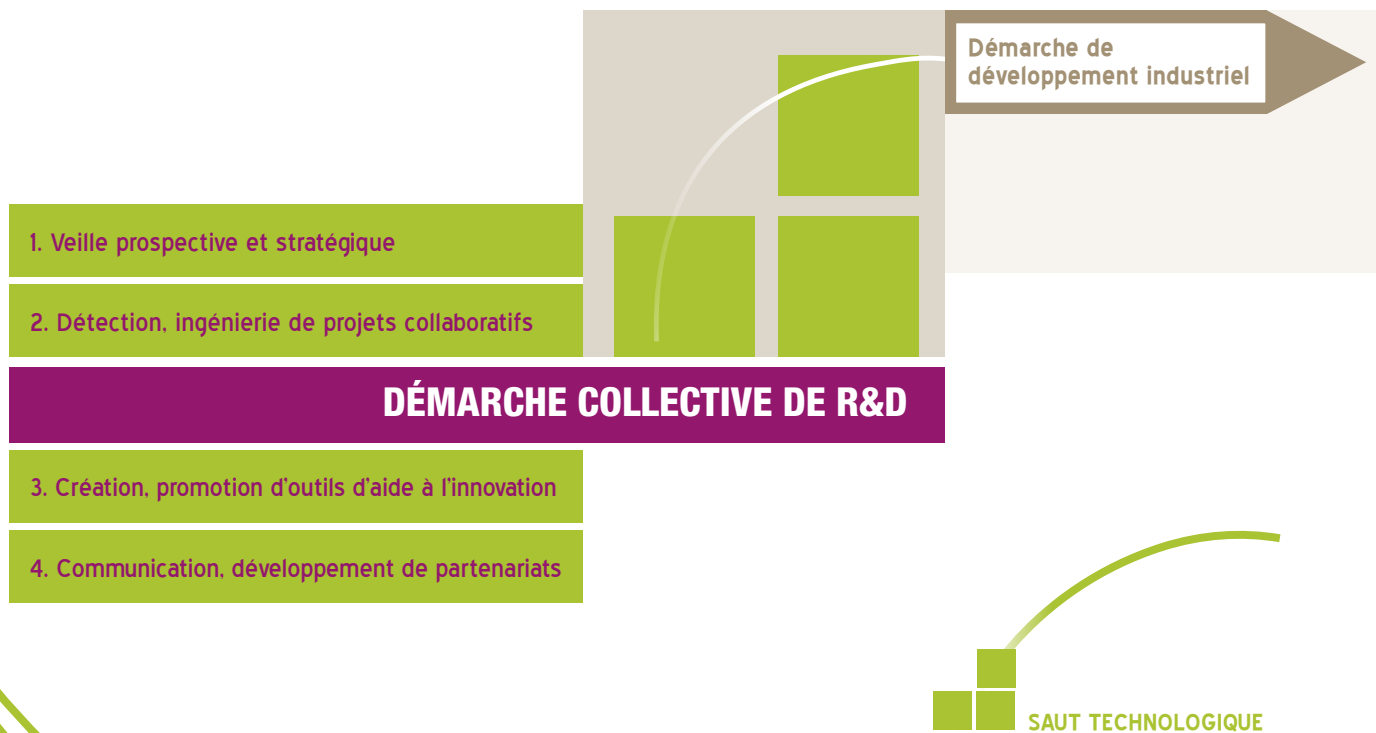 Démarche de
développement industriel
1. Veille prospective et stratégique
2. Détection, ingénierie de projets collaboratifs
DÉMARCHE COLLECTIVE DE R&D
3. Création, promotion d'outils d'aide à l'innovation
4. Communication, développement de partenariats
SAUT TECHNOLOGIQUE